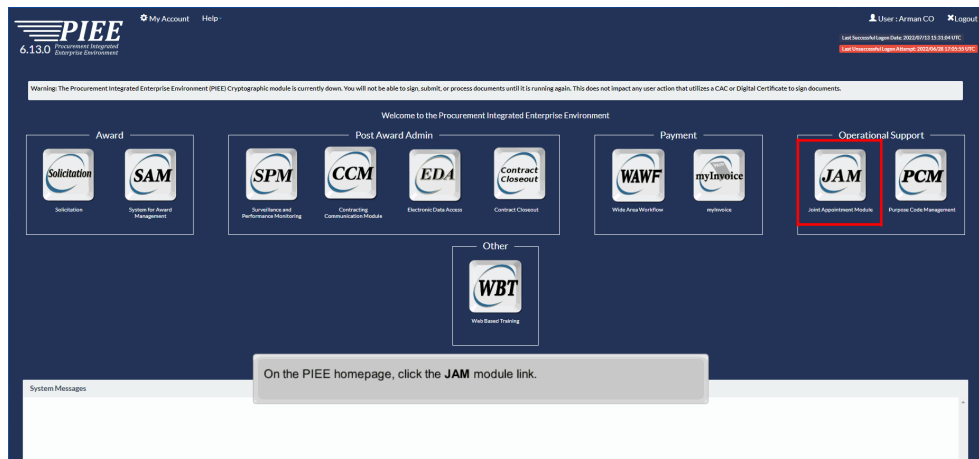 PIEE
6.13.0 Procurement Integrated Enterprise Environment
My Account Help
User : Arman CO Logout
Last Successful Logon Date: 2022/07/13 15:31:04 UTC
Last Unsuccessful Logon Attempt: 2022/06/28 17:05:55 UTC
Warning: The Procurement Integrated Enterprise Environment (PIEE) Cryptographic module is currently down. You will not be able to sign, submit, or process documents until it is running again. This does not impact any user action that utilizes a CAC or Digital Certificate to sign documents.
Welcome to the Procurement Integrated Enterprise Environment
Award
Solicitation
Solicitation
SAM
System for Award
Management
Post Award Admin
SPM
Surveillance and
Performance Monitoring
CCM
Contracting
Communication Module
EDA
Electronic Data Access
Contract
Closeout
Contract Closeout
Payment
WAWF
Wide Area Workflow
myInvoice
myInvoice
Operational Support
JAM
Joint Appointment Module
PCM
Purpose Code Management
Other
WBT
Web Based Training
On the PIEE homepage, click the JAM module link.
System Messages